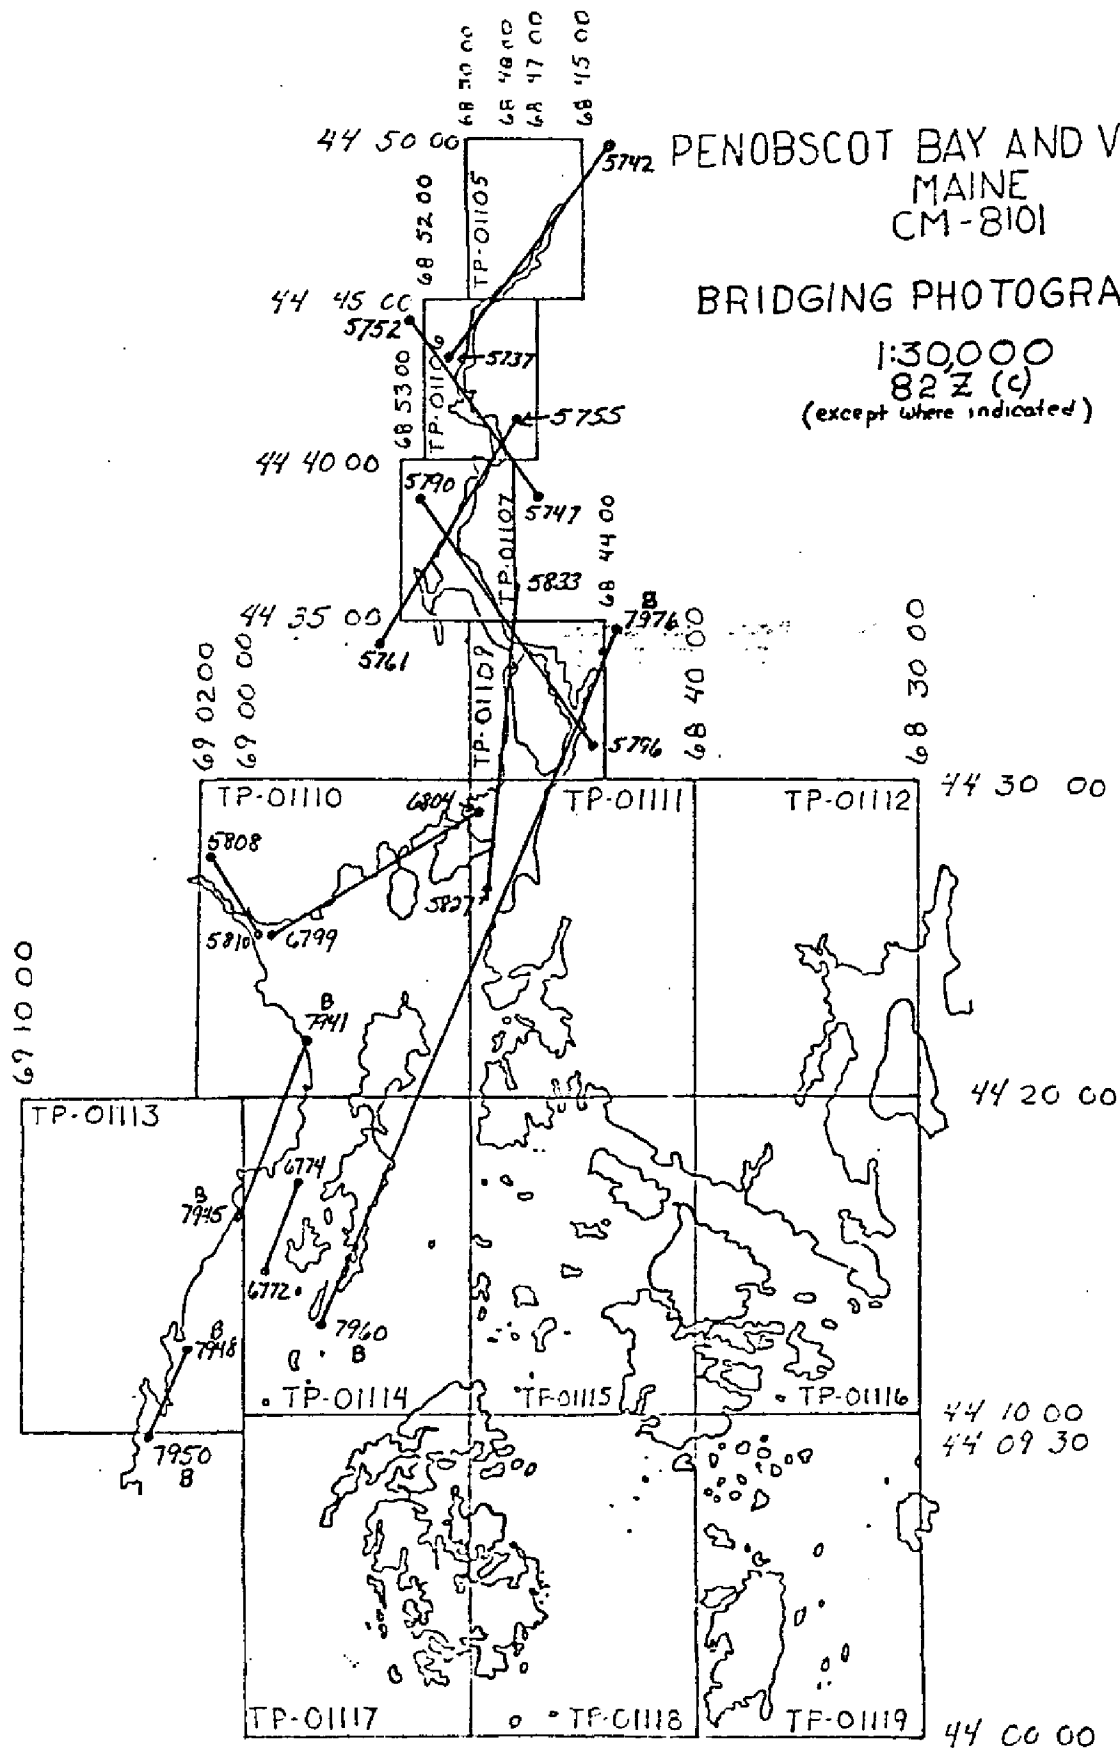 68 50 00
68 48 00
68 47 00
68 45 00
44 50 00
5742
PENOBSCOT BAY AND V
MAINE
CM-8101
68 52 00
TP-01105
BRIDGING PHOTOGRA
44 45 00
5752
1:30,000
82 Z (C)
(except where indicated)
68 53 00
5737
5755
44 40 00
5790
5747
TP-01107
68 44 00
5833
44 35 00
B
7976
5761
69 02 00
69 00 00
TP-01109
68 40 00
68 30 00
5796
TP-01110
6804
TP-01111
TP-01112
44 30 00
5808
5827
5810
6799
69 10 00
B
7941
TP-01113
44 20 00
6774
B
7945
6772
7960
B
B
7948
TP-01114
TP-01115
TP-01116
44 10 00
44 09 30
7950
B
TP-01117
TP-01118
TP-01119
44 00 00